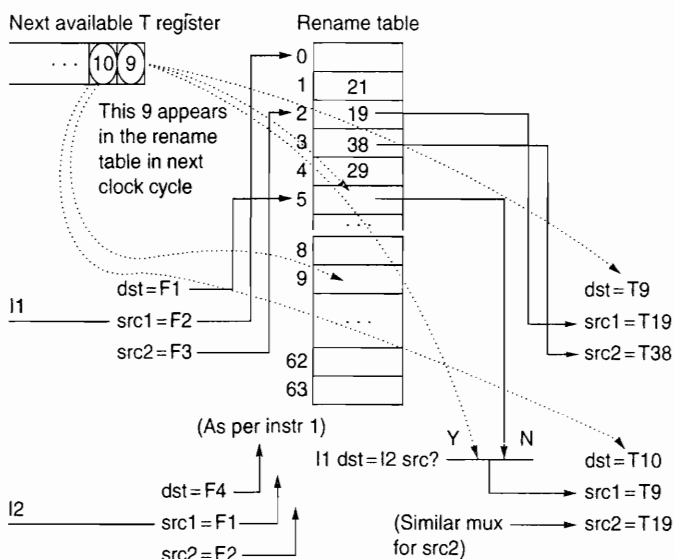 Next available T register
Rename table
· · · 10 9
This 9 appears
in the rename
table in next
clock cycle
0
1 21
2 19
3 38
4 29
5
· · ·
8
9
· · ·
62
63
I1
dst=F1
src1=F2
src2=F3
dst=T9
src1=T19
src2=T38
(As per instr 1)
Y N
I1 dst=I2 src?
I2
dst=F4
src1=F1
src2=F2
(Similar mux
for src2)
dst=T10
src1=T9
src2=T19